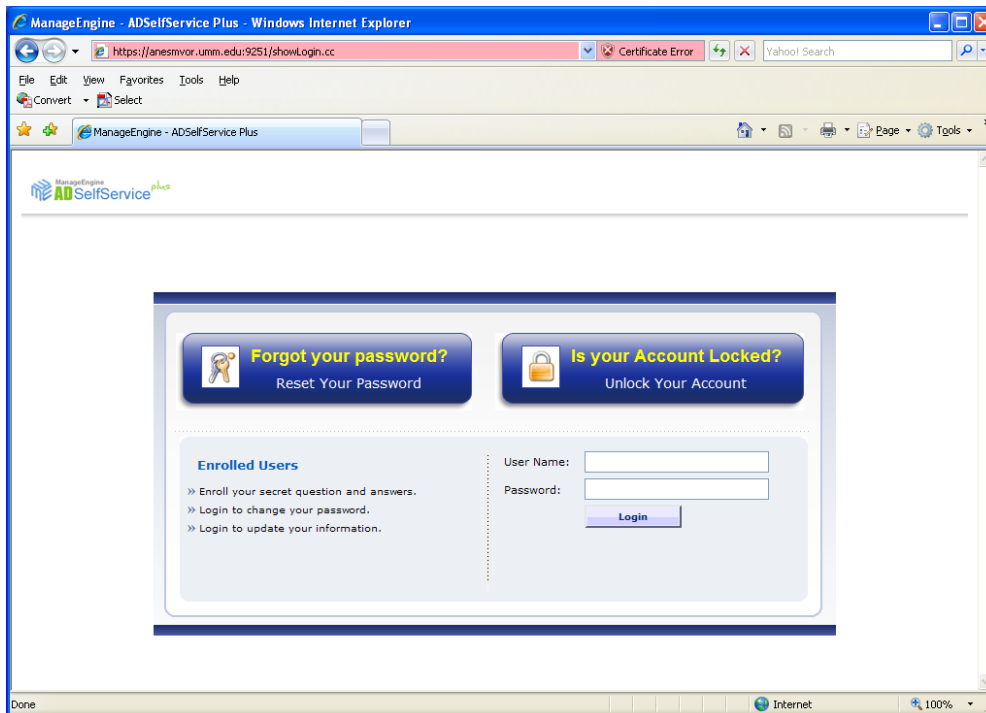 ManageEngine - ADSelfService Plus - Windows Internet Explorer
https://anesmvor.umm.edu:9251/showLogin.cc Certificate Error Yahoo! Search
File Edit View Favorites Tools Help
Convert Select
ManageEngine - ADSelfService Plus Page Tools
ManageEngine
ADSelfService plus
Forgot your password?
Reset Your Password
Is your Account Locked?
Unlock Your Account
Enrolled Users
» Enroll your secret question and answers.
» Login to change your password.
» Login to update your information.
User Name:
Password:
Login
Done Internet 100%